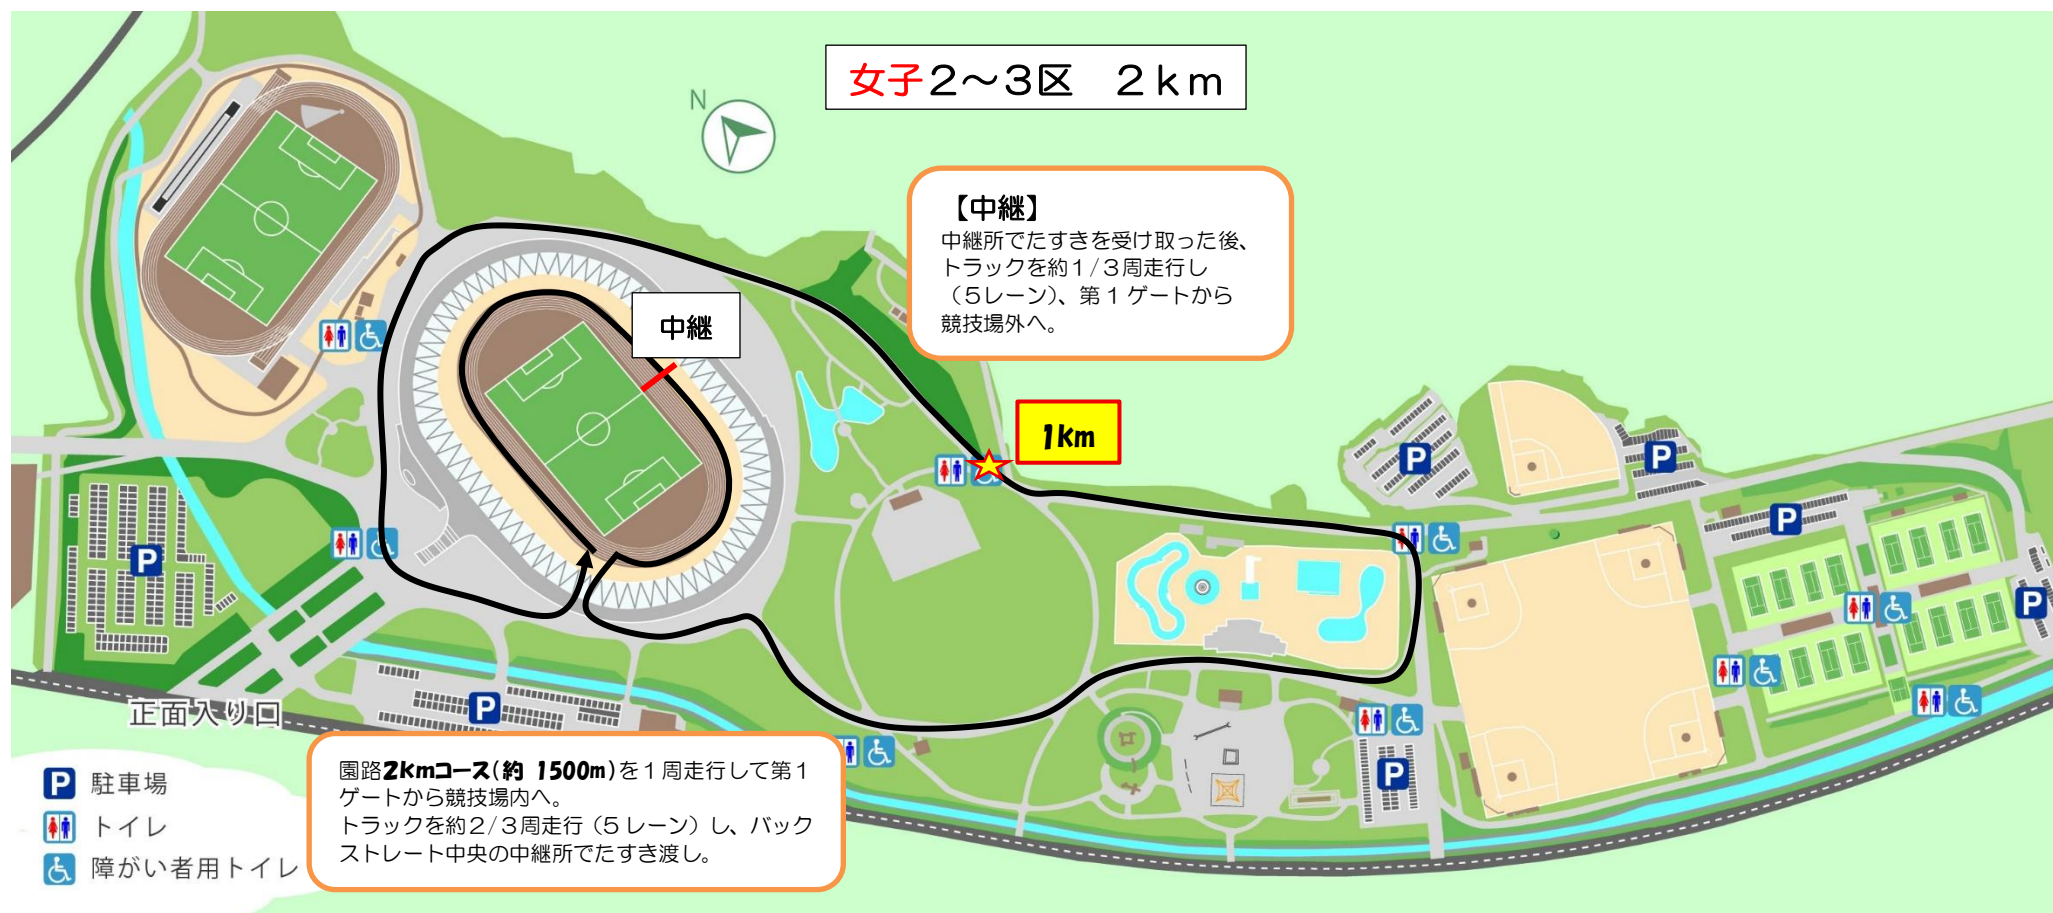 女子２～３区　２ｋｍ
N
【中継】
中継所でたすきを受け取った後、
トラックを約１/３周走行し
（５レーン）、第１ゲートから
競技場外へ。
中継
1km
P
P
P
P
P
P
P
正面入り口
園路2kmコース(約 1500m)を１周走行して第１
ゲートから競技場内へ。
トラックを約２/３周走行（５レーン）し、バック
ストレート中央の中継所でたすき渡し。
P 駐車場
トイレ
障がい者用トイレ